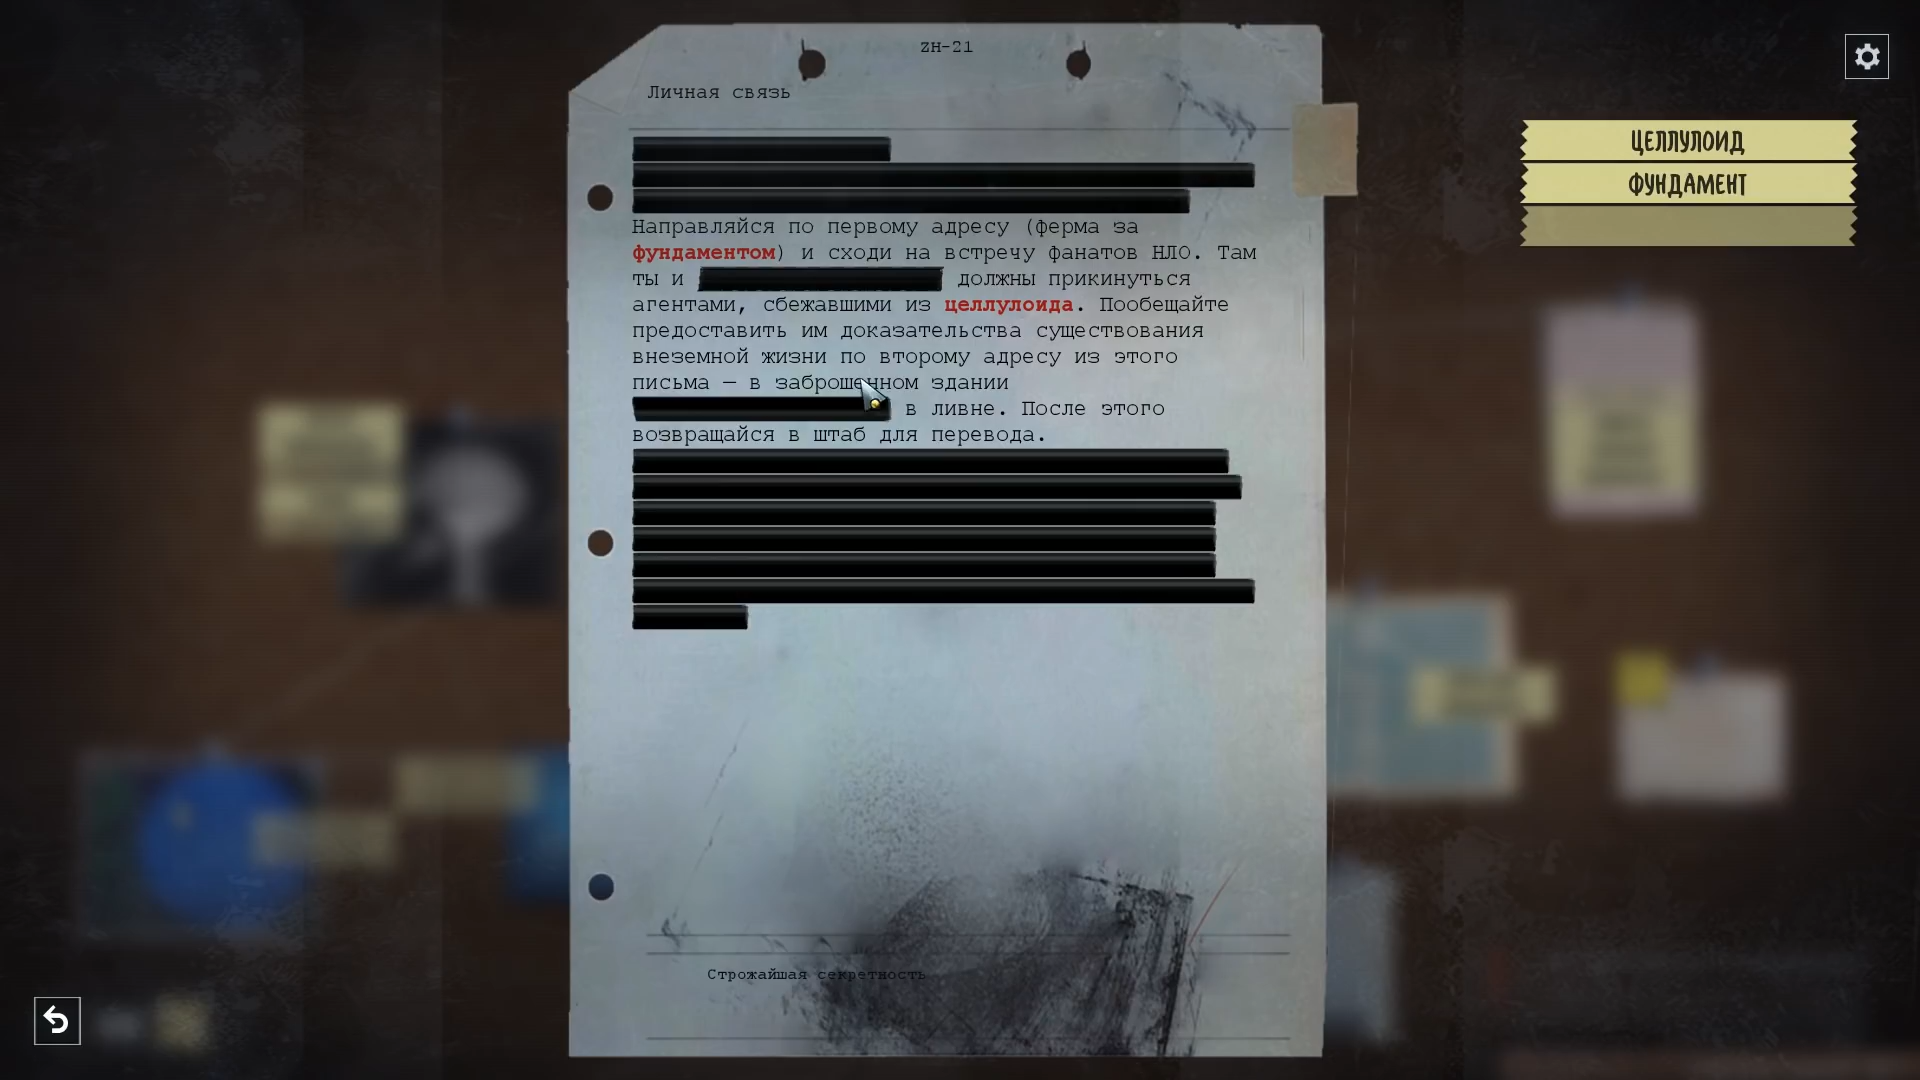 ZH-21
Личная связь
Направляйся по первому адресу (ферма за
фундаментом) и сходи на встречу фанатов НЛО. Там
ты и должны прикинуться
агентами, сбежавшими из целлулоида. Пообещайте
предоставить им доказательства существования
внеземной жизни по второму адресу из этого
письма — в заброшенном здании
в ливне. После этого
возвращайся в штаб для перевода.
Строжайшая секретность
ЦЕЛЛУЛОИД
ФУНДАМЕНТ